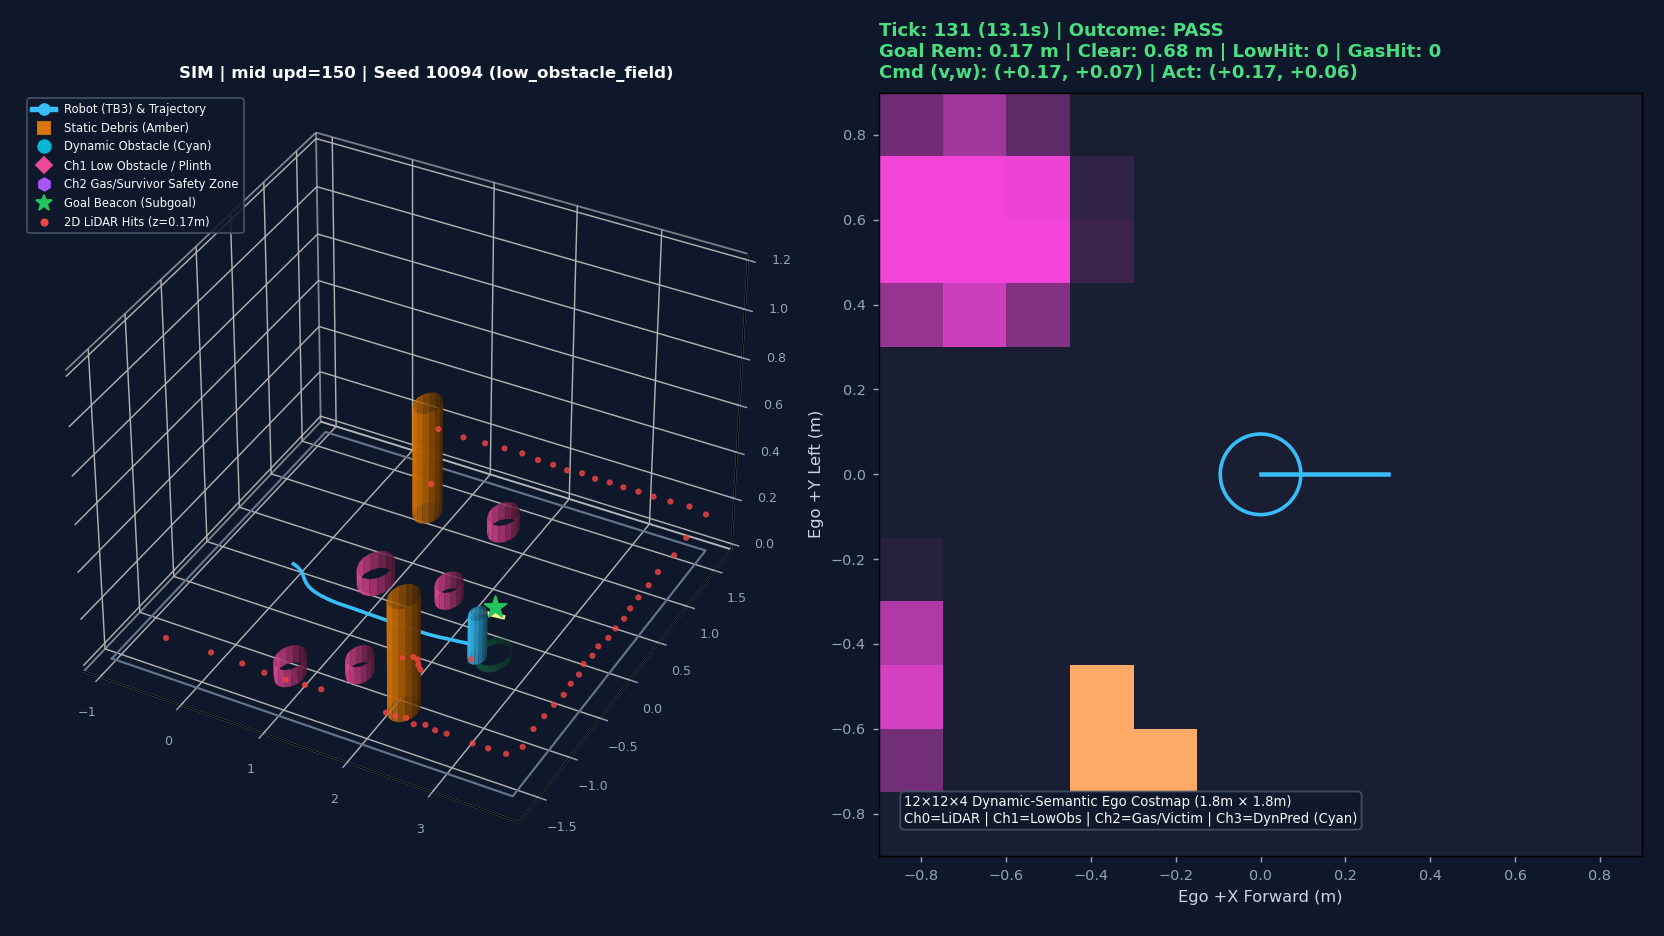 SIM | mid upd=150 | Seed 10094 (low_obstacle_field)
Robot (TB3) & Trajectory
Static Debris (Amber)
Dynamic Obstacle (Cyan)
Ch1 Low Obstacle / Plinth
Ch2 Gas/Survivor Safety Zone
Goal Beacon (Subgoal)
2D LiDAR Hits (z=0.17m)
1.2
1.0
0.8
0.6
0.4
0.2
0.0
1.5
1.0
0.5
0.0
−0.5
−1.0
−1.5
−1
0
1
2
3
Tick: 131 (13.1s) | Outcome: PASS
Goal Rem: 0.17 m | Clear: 0.68 m | LowHit: 0 | GasHit: 0
Cmd (v,w): (+0.17, +0.07) | Act: (+0.17, +0.06)
Ego +Y Left (m)
0.8
0.6
0.4
0.2
0.0
−0.2
−0.4
−0.6
−0.8
12×12×4 Dynamic-Semantic Ego Costmap (1.8m × 1.8m)
Ch0=LiDAR | Ch1=LowObs | Ch2=Gas/Victim | Ch3=DynPred (Cyan)
−0.8 −0.6 −0.4 −0.2 0.0 0.2 0.4 0.6 0.8
Ego +X Forward (m)